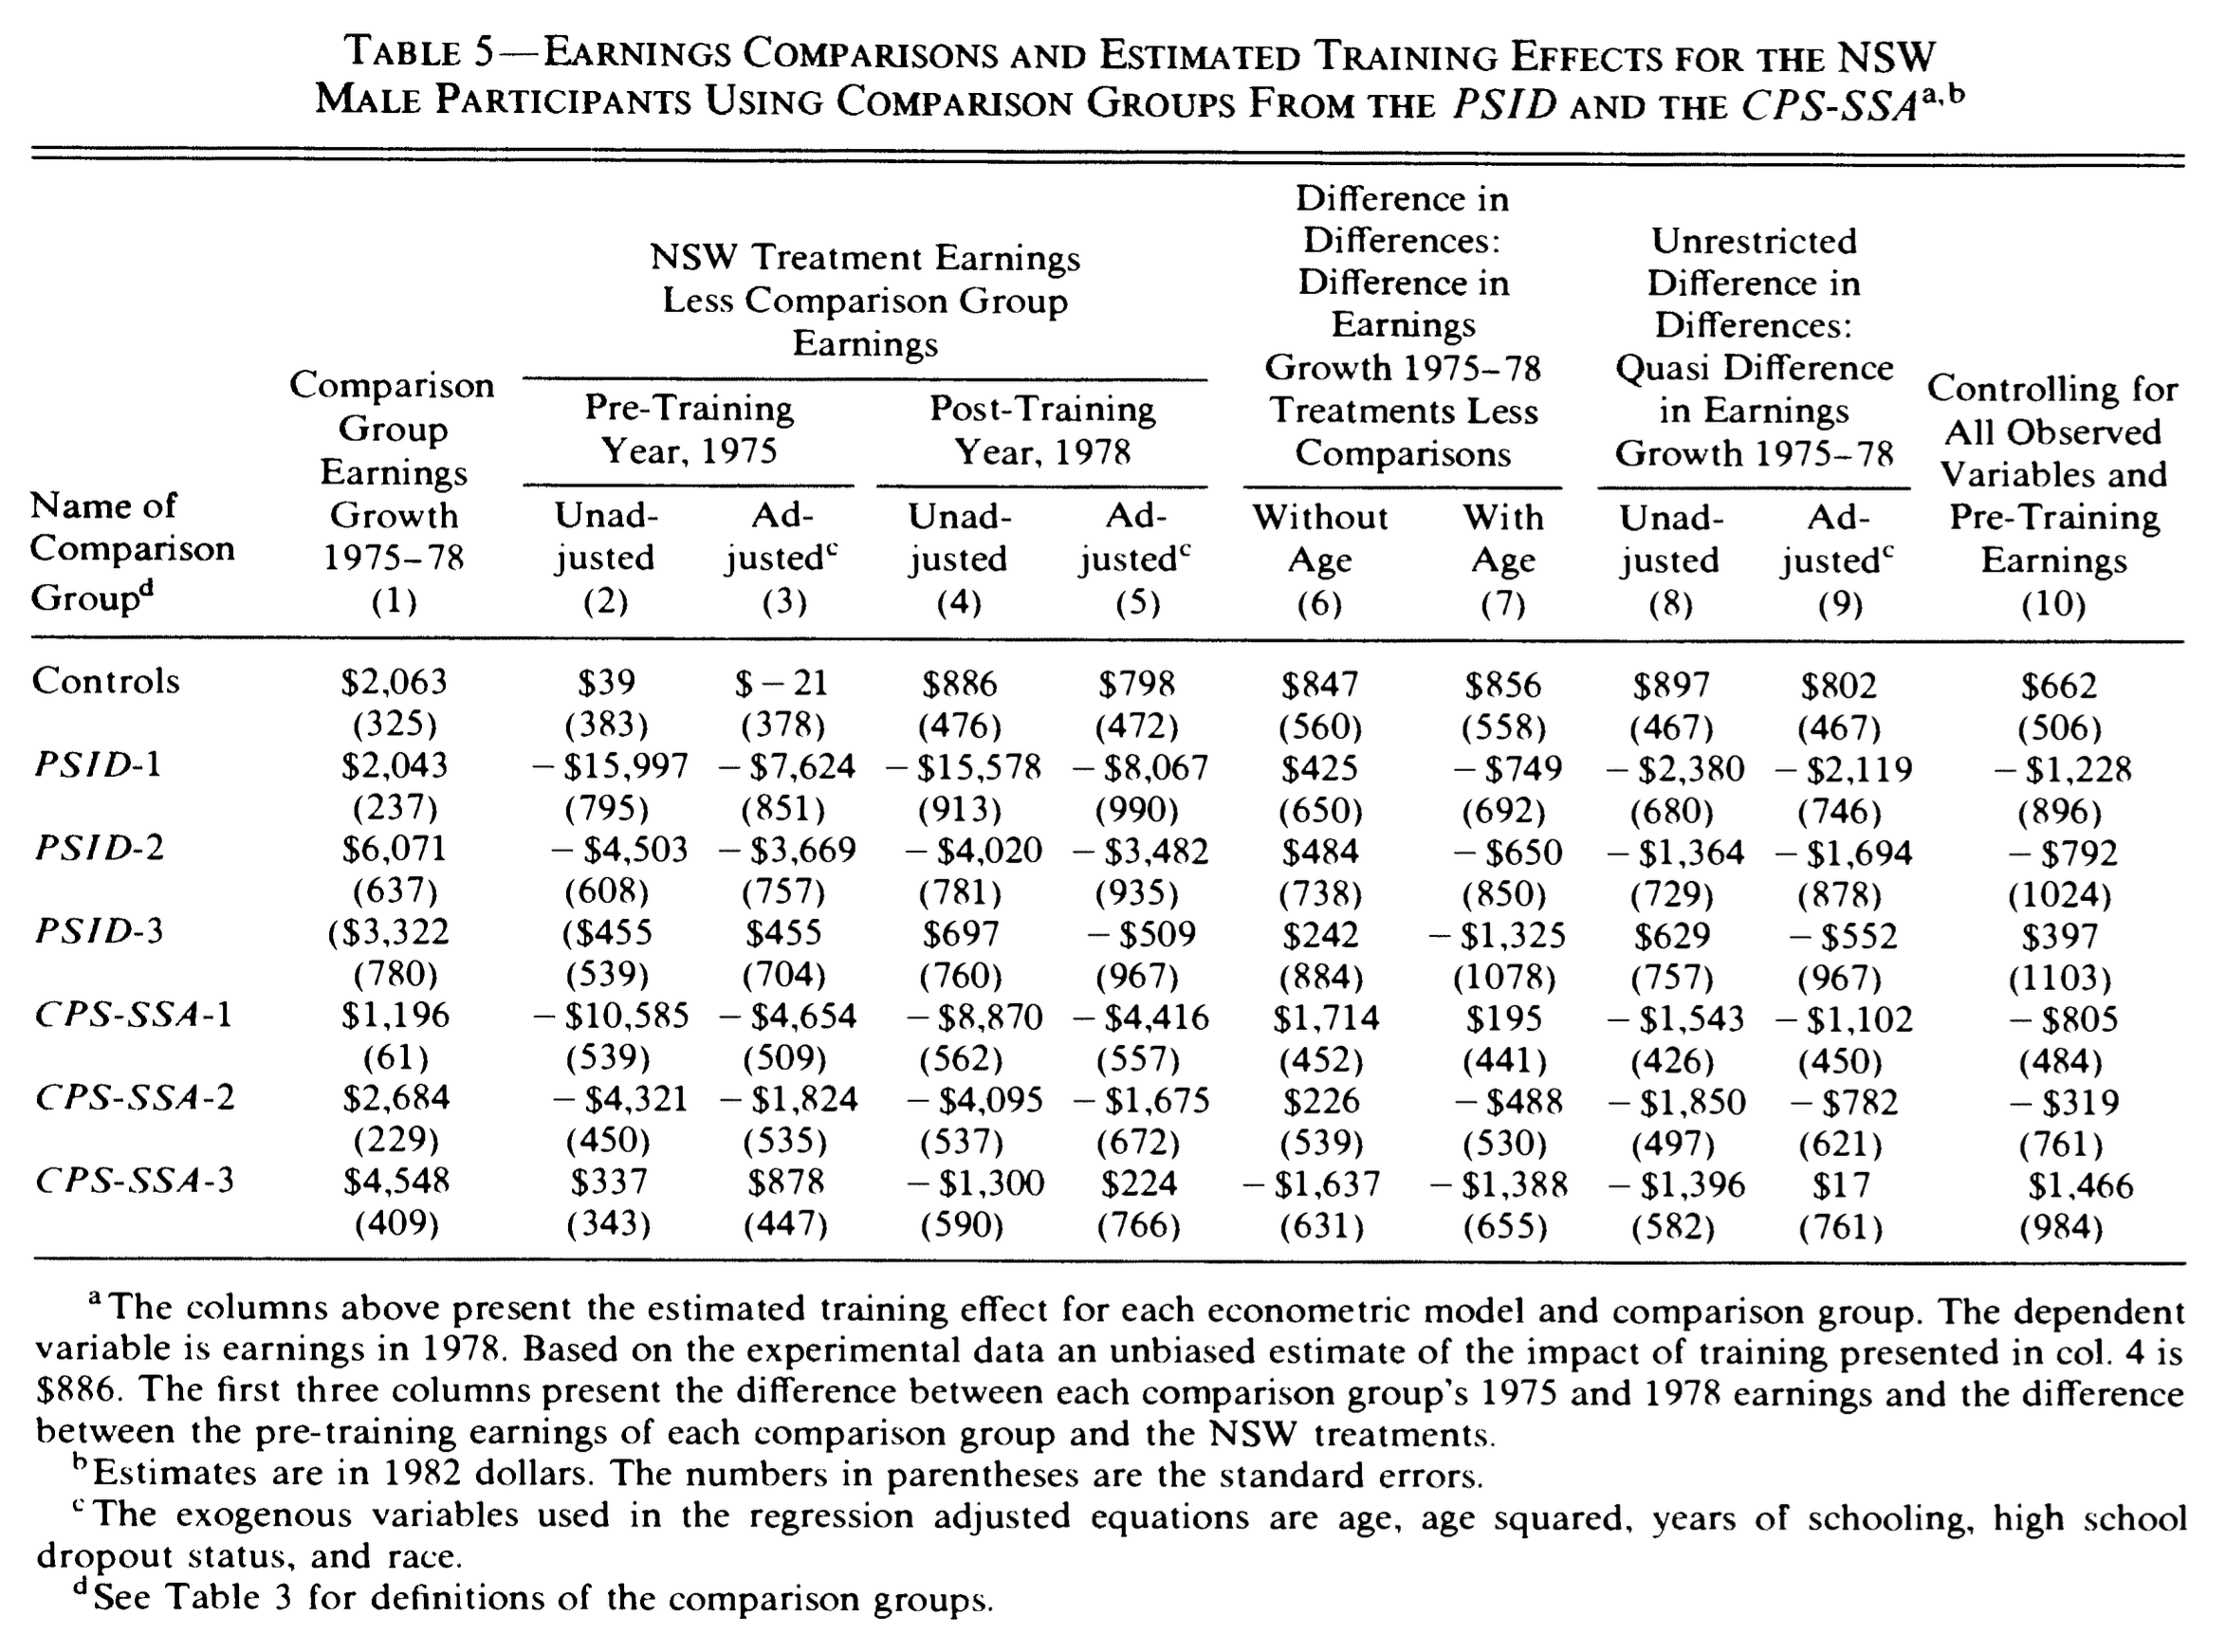 TABLE 5—EARNINGS COMPARISONS AND ESTIMATED TRAINING EFFECTS FOR THE NSW
MALE PARTICIPANTS USING COMPARISON GROUPS FROM THE PSID AND THE CPS-SSA^a,b
Name of Comparison Group^d
Comparison Group Earnings Growth 1975–78 (1)
NSW Treatment Earnings
Less Comparison Group
Earnings
Pre-Training Year, 1975
Unad-justed (2)
Ad-justed^c (3)
Post-Training Year, 1978
Unad-justed (4)
Ad-justed^c (5)
Difference in
Differences:
Difference in
Earnings
Growth 1975–78
Treatments Less
Comparisons
Without Age (6)
With Age (7)
Unrestricted
Difference in
Differences:
Quasi Difference
in Earnings
Growth 1975–78
Unad-justed (8)
Ad-justed^c (9)
Controlling for
All Observed
Variables and
Pre-Training
Earnings
(10)
Controls $2,063 $39 $−21 $886 $798 $847 $856 $897 $802 $662
(325) (383) (378) (476) (472) (560) (558) (467) (467) (506)
PSID-1 $2,043 −$15,997 −$7,624 −$15,578 −$8,067 $425 −$749 −$2,380 −$2,119 −$1,228
(237) (795) (851) (913) (990) (650) (692) (680) (746) (896)
PSID-2 $6,071 −$4,503 −$3,669 −$4,020 −$3,482 $484 −$650 −$1,364 −$1,694 −$792
(637) (608) (757) (781) (935) (738) (850) (729) (878) (1024)
PSID-3 ($3,322 ($455 $455 $697 −$509 $242 −$1,325 $629 −$552 $397
(780) (539) (704) (760) (967) (884) (1078) (757) (967) (1103)
CPS-SSA-1 $1,196 −$10,585 −$4,654 −$8,870 −$4,416 $1,714 $195 −$1,543 −$1,102 −$805
(61) (539) (509) (562) (557) (452) (441) (426) (450) (484)
CPS-SSA-2 $2,684 −$4,321 −$1,824 −$4,095 −$1,675 $226 −$488 −$1,850 −$782 −$319
(229) (450) (535) (537) (672) (539) (530) (497) (621) (761)
CPS-SSA-3 $4,548 $337 $878 −$1,300 $224 −$1,637 −$1,388 −$1,396 $17 $1,466
(409) (343) (447) (590) (766) (631) (655) (582) (761) (984)
^a The columns above present the estimated training effect for each econometric model and comparison group. The dependent
variable is earnings in 1978. Based on the experimental data an unbiased estimate of the impact of training presented in col. 4 is
$886. The first three columns present the difference between each comparison group's 1975 and 1978 earnings and the difference
between the pre-training earnings of each comparison group and the NSW treatments.
^b Estimates are in 1982 dollars. The numbers in parentheses are the standard errors.
^c The exogenous variables used in the regression adjusted equations are age, age squared, years of schooling, high school
dropout status, and race.
^d See Table 3 for definitions of the comparison groups.